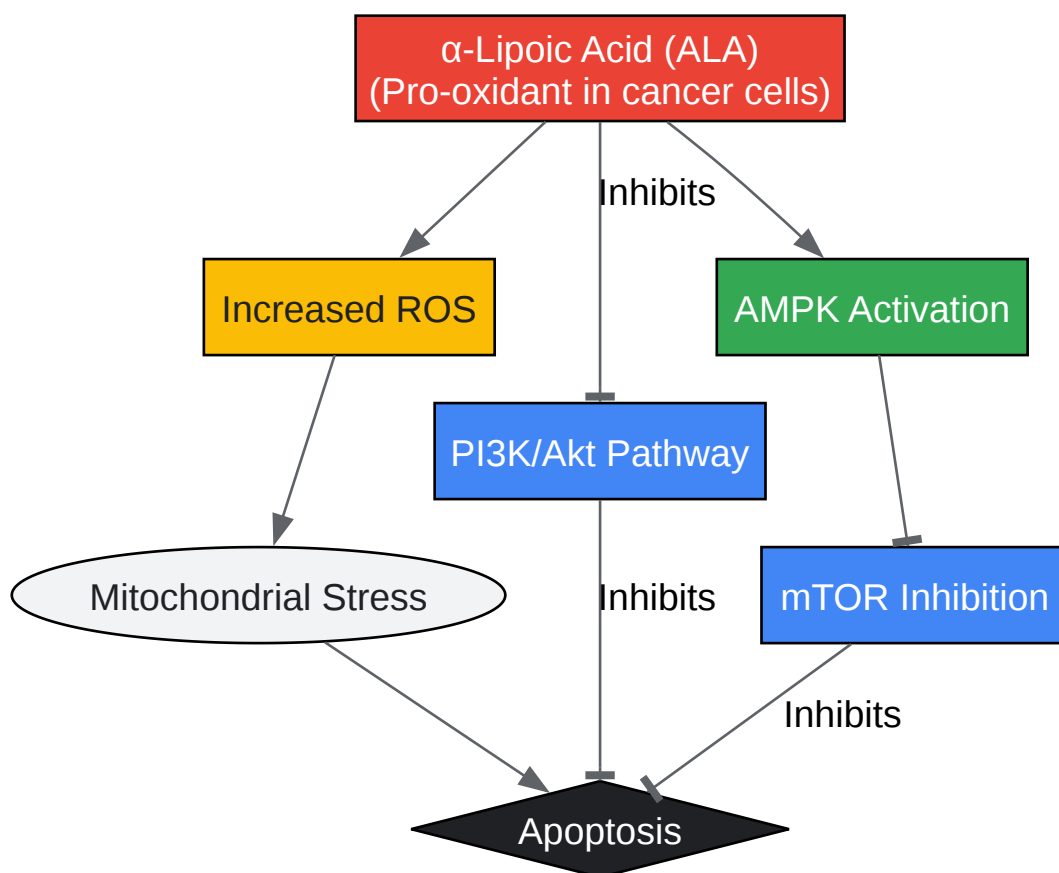 α-Lipoic Acid (ALA)
(Pro-oxidant in cancer cells)
Inhibits
Increased ROS
AMPK Activation
PI3K/Akt Pathway
Mitochondrial Stress
Inhibits
mTOR Inhibition
Inhibits
Apoptosis